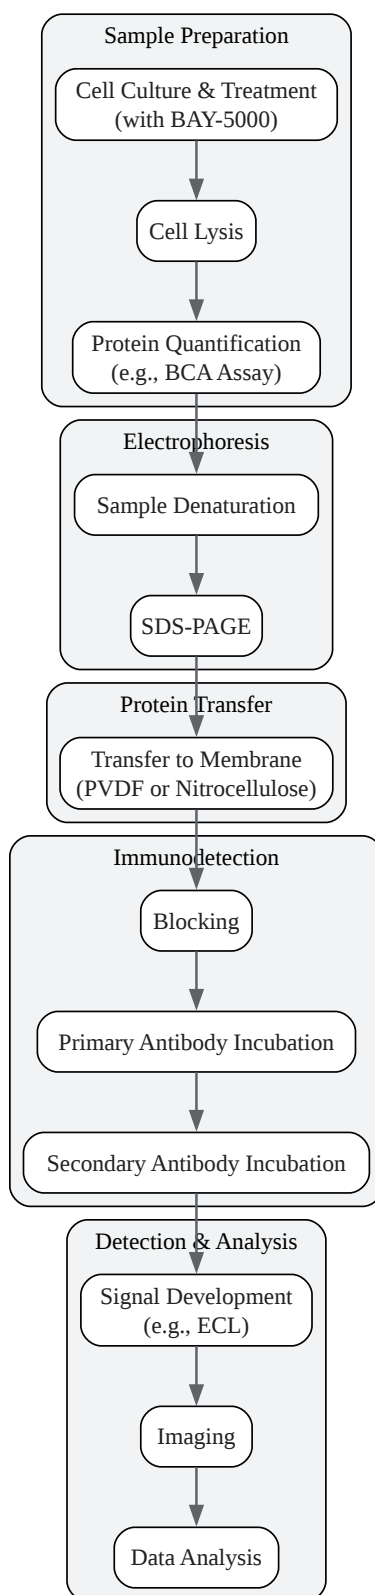 Sample Preparation
Cell Culture & Treatment
(with BAY-5000)
Cell Lysis
Protein Quantification
(e.g., BCA Assay)
Electrophoresis
Sample Denaturation
SDS-PAGE
Protein Transfer
Transfer to Membrane
(PVDF or Nitrocellulose)
Immunodetection
Blocking
Primary Antibody Incubation
Secondary Antibody Incubation
Detection & Analysis
Signal Development
(e.g., ECL)
Imaging
Data Analysis